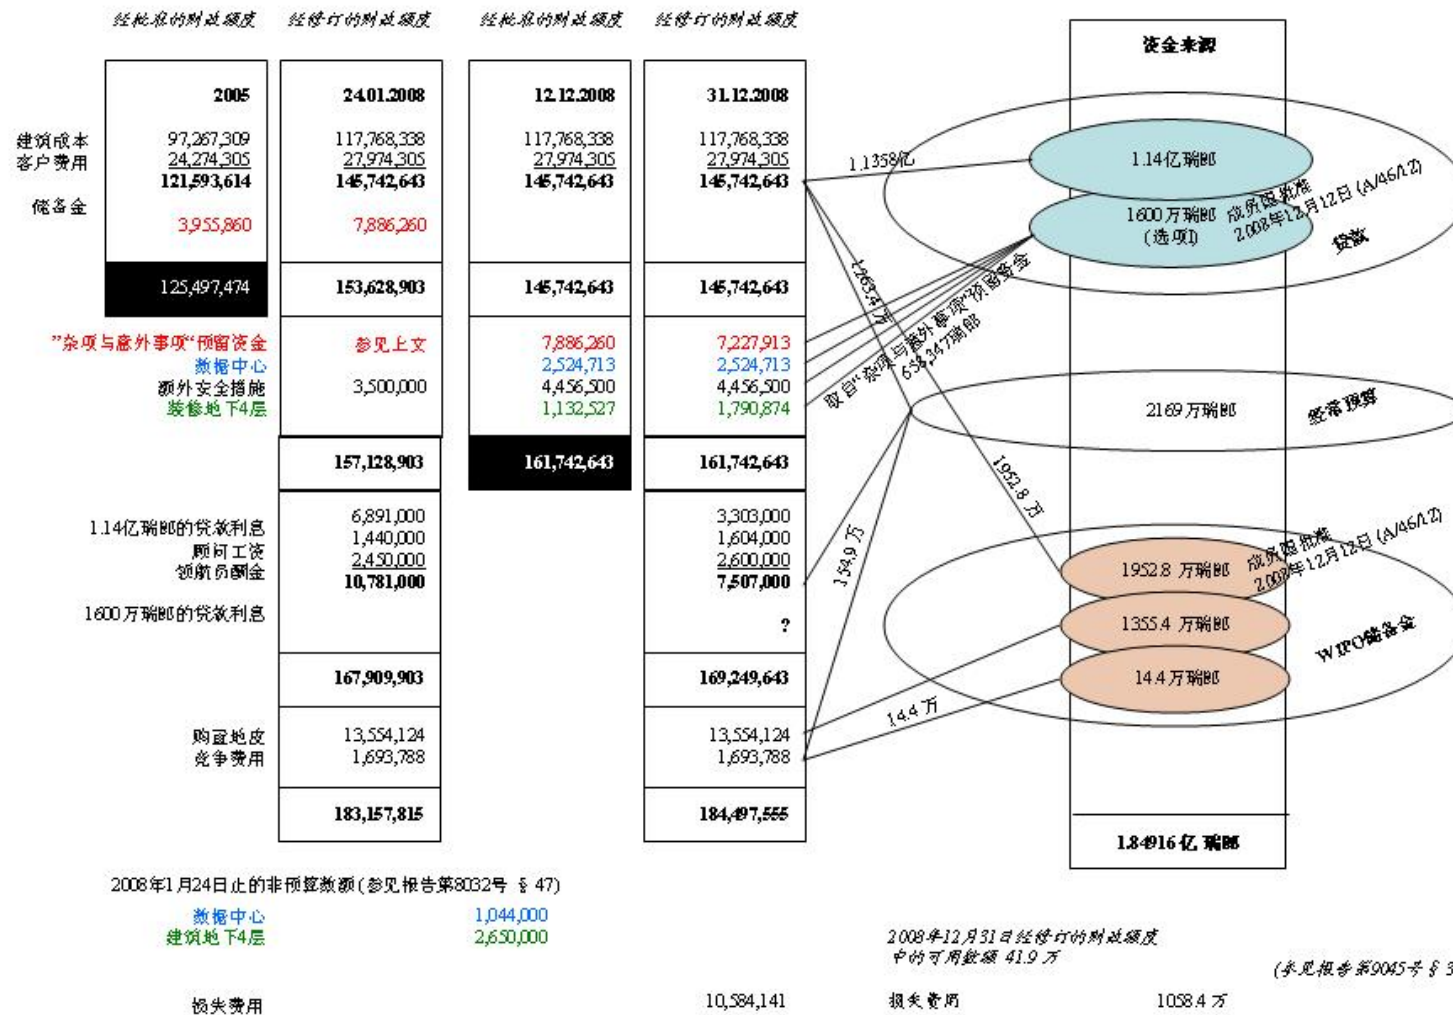 经批准的财政额度 经修订的财政额度 经批准的财政额度 经修订的财政额度
资金来源
2005 24.01.2008 12.12.2008 31.12.2008
建筑成本 97,267,309 117,768,338 117,768,338 117,768,338
客户费用 24,274,305 27,974,305 27,974,305 27,974,305
121,593,614 145,742,643 145,742,643 145,742,643
储备金
3,955,860 7,886,260
125,497,474 153,628,903 145,742,643 145,742,643
"杂项与意外事项"预留资金 参见上文 7,886,260 7,227,913
数据中心 2,524,713 2,524,713
额外安全措施 3,500,000 4,456,500 4,456,500
装修地下4层 1,132,527 1,790,874
157,128,903 161,742,643 161,742,643
1.14亿瑞郎的贷款利息 6,891,000 3,303,000
顾问工资 1,440,000 1,604,000
领航员酬金 2,450,000 2,600,000
10,781,000 7,507,000
1600万瑞郎的贷款利息 ?
167,909,903 169,249,643
购置地皮 13,554,124 13,554,124
竞争费用 1,693,788 1,693,788
183,157,815 184,497,555
1.1358亿
1263.4万
取自"杂项与意外事项"预留资金
658,347瑞郎
1952.8 万
154.9 万
14.4 万
1.14亿瑞郎
1600万瑞郎
(选项I)
成员国批准
2008年12月12日 (A/46/12)
贷款
2169万瑞郎
经常预算
1952.8 万瑞郎
成员国批准
2008年12月12日 (A/46/12)
1355.4 万瑞郎
WIPO储备金
14.4万瑞郎
1.84916亿 瑞郎
2008年1月24日止的非预算数额(参见报告第8032号 § 47)
数据中心 1,044,000
建筑地下4层 2,650,000
2008年12月31日经修订的财政额度
中的可用数额 41.9 万
(参见报告第9045号 § 3
损失费用 10,584,141
损失费用 1058.4 万